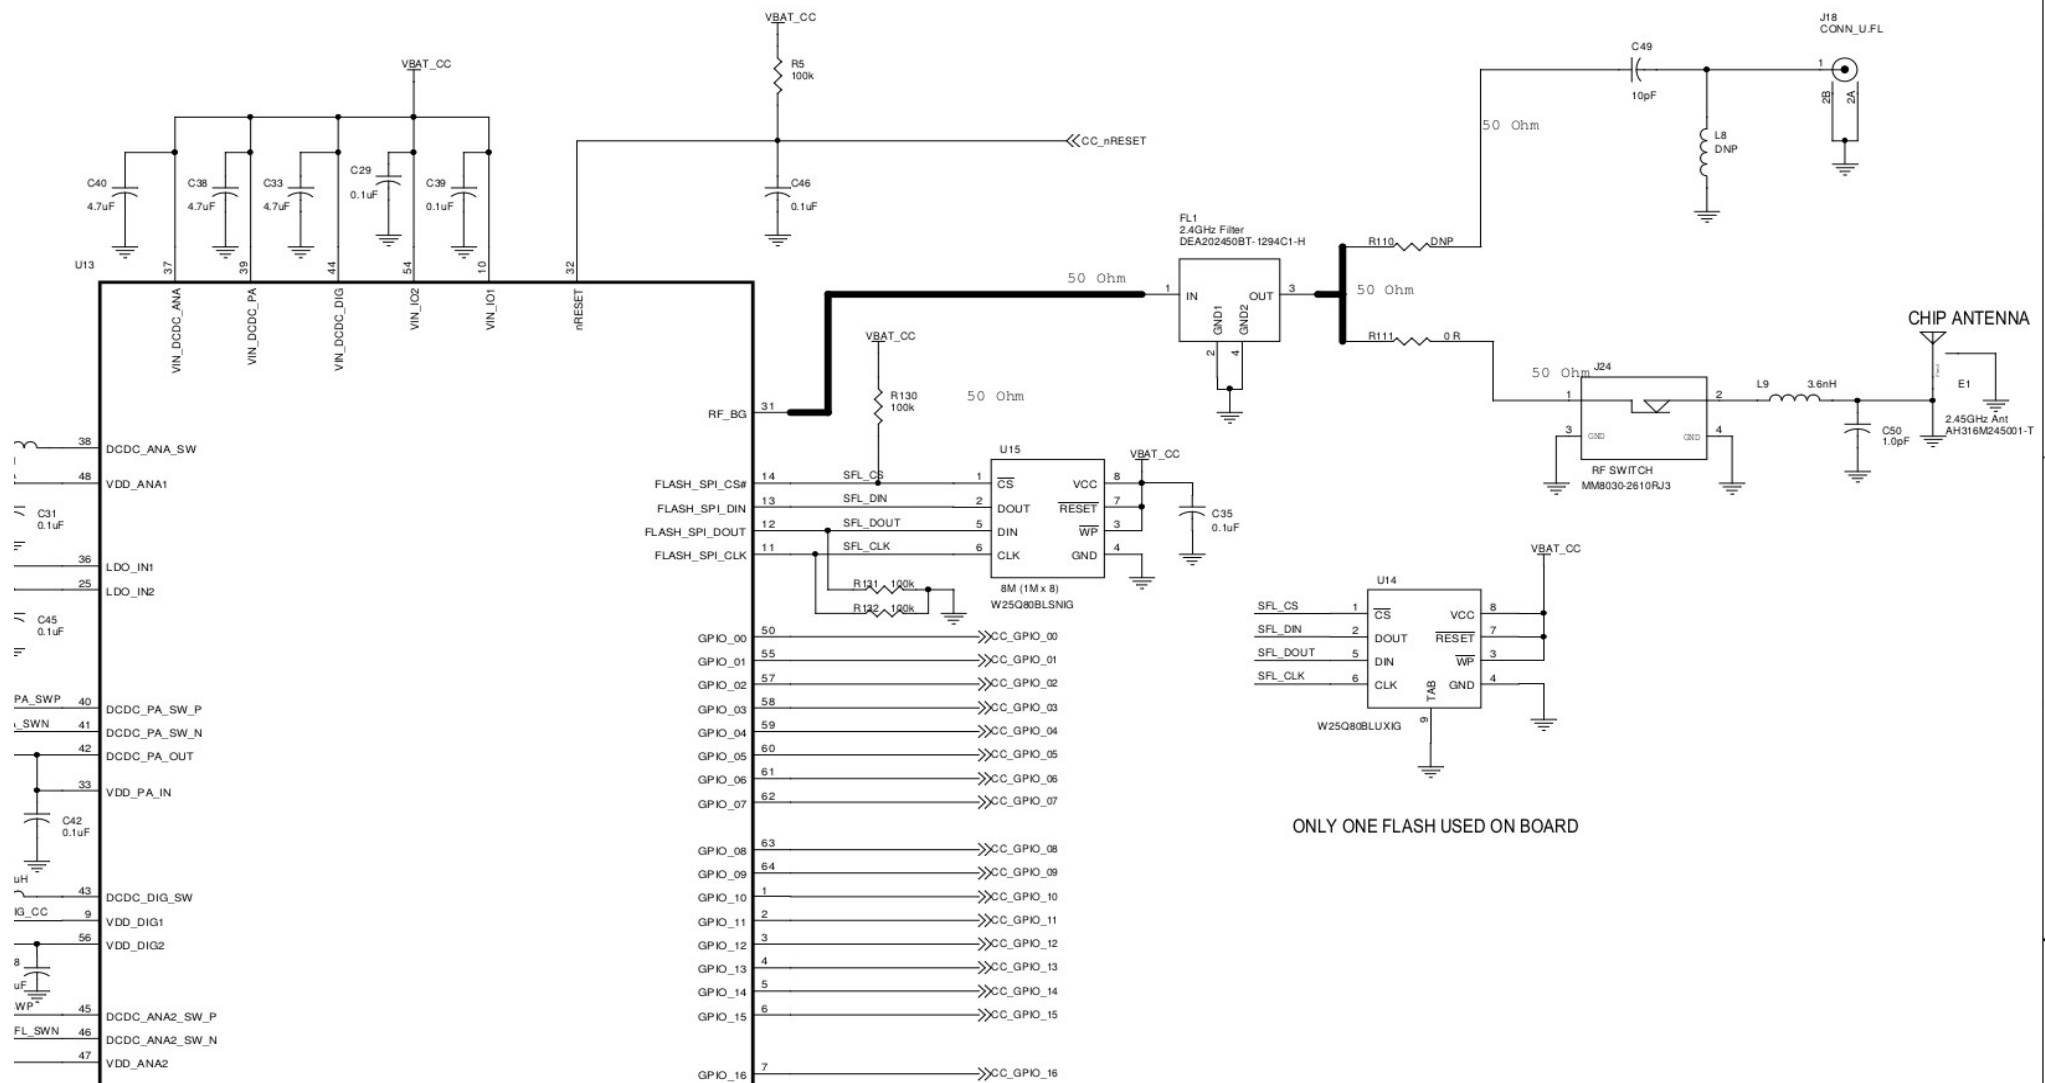 VBAT_CC
R5
100k
CC_nRESET
C46
0.1uF
VBAT_CC
C40
4.7uF
C38
4.7uF
C33
4.7uF
C29
0.1uF
C39
0.1uF
U13
37
39
44
54
10
32
VIN_DCDC_ANA
VIN_DCDC_PA
VIN_DCDC_DIG
VIN_IO2
VIN_IO1
nRESET
J18
CONN_U.FL
C49
10pF
1
2B
2A
50 Ohm
L8
DNP
FL1
2.4GHz Filter
DEA202450BT-1294C1-H
50 Ohm
1
IN
OUT
3
GND1
GND2
2
4
R110
DNP
50 Ohm
R111
0R
50 Ohm
J24
1
2
3
GND
GND
4
RF SWITCH
MM8030-2610RJ3
L9
3.6nH
C50
1.0pF
CHIP ANTENNA
E1
2.45GHz Ant
AH316M245001-T
RF_BG
31
VBAT_CC
R130
100k
50 Ohm
38
DCDC_ANA_SW
48
VDD_ANA1
C31
0.1uF
36
LDO_IN1
25
LDO_IN2
C45
0.1uF
PA_SWP
40
DCDC_PA_SW_P
_SWN
41
DCDC_PA_SW_N
42
DCDC_PA_OUT
33
VDD_PA_IN
C42
0.1uF
uH
43
DCDC_DIG_SW
IG_CC
9
VDD_DIG1
56
VDD_DIG2
8
uF
WP
45
DCDC_ANA2_SW_P
FL_SWN
46
DCDC_ANA2_SW_N
47
VDD_ANA2
FLASH_SPI_CS#
14
SFL_CS
FLASH_SPI_DIN
13
SFL_DIN
FLASH_SPI_DOUT
12
SFL_DOUT
FLASH_SPI_CLK
11
SFL_CLK
R131
100k
R132
100k
U15
1
CS
VCC
8
2
DOUT
RESET
7
5
DIN
WP
3
6
CLK
GND
4
8M (1M x 8)
W25Q80BLSNIG
VBAT_CC
C35
0.1uF
VBAT_CC
U14
SFL_CS
1
CS
VCC
8
SFL_DIN
2
DOUT
RESET
7
SFL_DOUT
5
DIN
WP
3
SFL_CLK
6
CLK
GND
4
TAB
9
W25Q80BLUXIG
ONLY ONE FLASH USED ON BOARD
GPIO_00
50
CC_GPIO_00
GPIO_01
55
CC_GPIO_01
GPIO_02
57
CC_GPIO_02
GPIO_03
58
CC_GPIO_03
GPIO_04
59
CC_GPIO_04
GPIO_05
60
CC_GPIO_05
GPIO_06
61
CC_GPIO_06
GPIO_07
62
CC_GPIO_07
GPIO_08
63
CC_GPIO_08
GPIO_09
64
CC_GPIO_09
GPIO_10
1
CC_GPIO_10
GPIO_11
2
CC_GPIO_11
GPIO_12
3
CC_GPIO_12
GPIO_13
4
CC_GPIO_13
GPIO_14
5
CC_GPIO_14
GPIO_15
6
CC_GPIO_15
GPIO_16
7
CC_GPIO_16